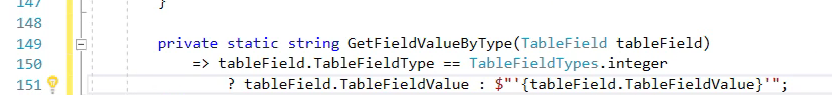 147 }
148
149 private static string GetFieldValueByType(TableField tableField)
150 => tableField.TableFieldType == TableFieldTypes.integer
151 ? tableField.TableFieldValue : $"'{tableField.TableFieldValue}'";